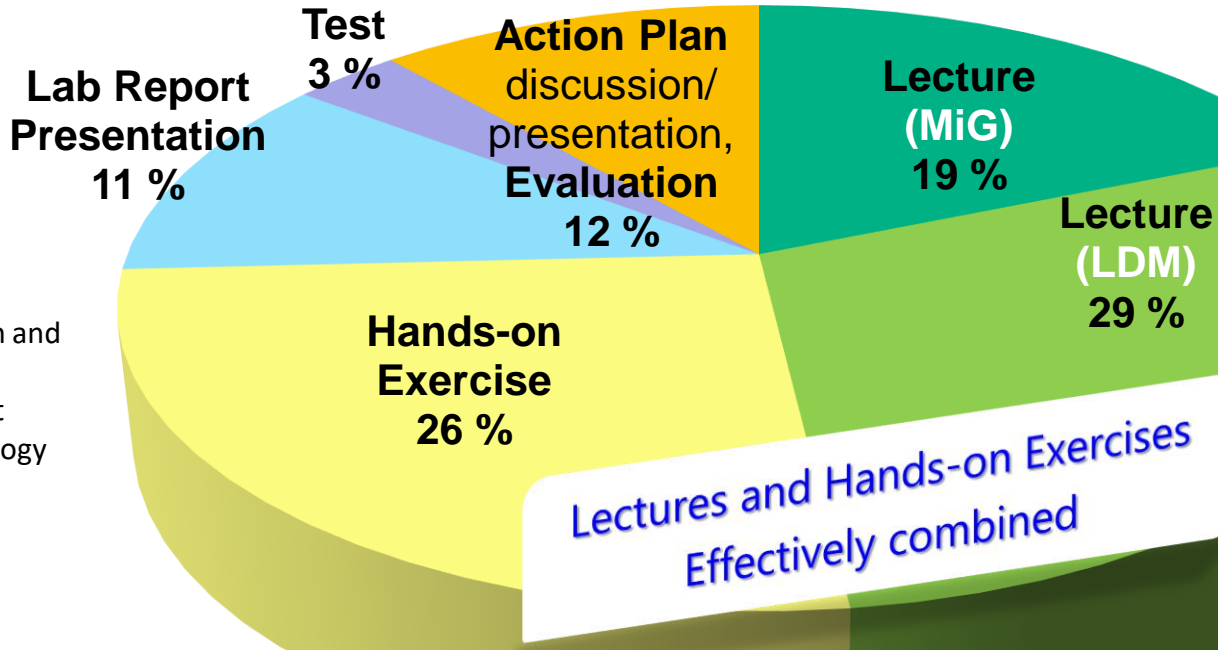 Test
3 %
Action Plan
discussion/
presentation,
Evaluation
12 %
Lecture
(MiG)
19 %
Lab Report
Presentation
11 %
Lecture
(LDM)
29 %
and
Hands-on
Exercise
26 %
Lectures and Hands-on Exercises
Effectively combined